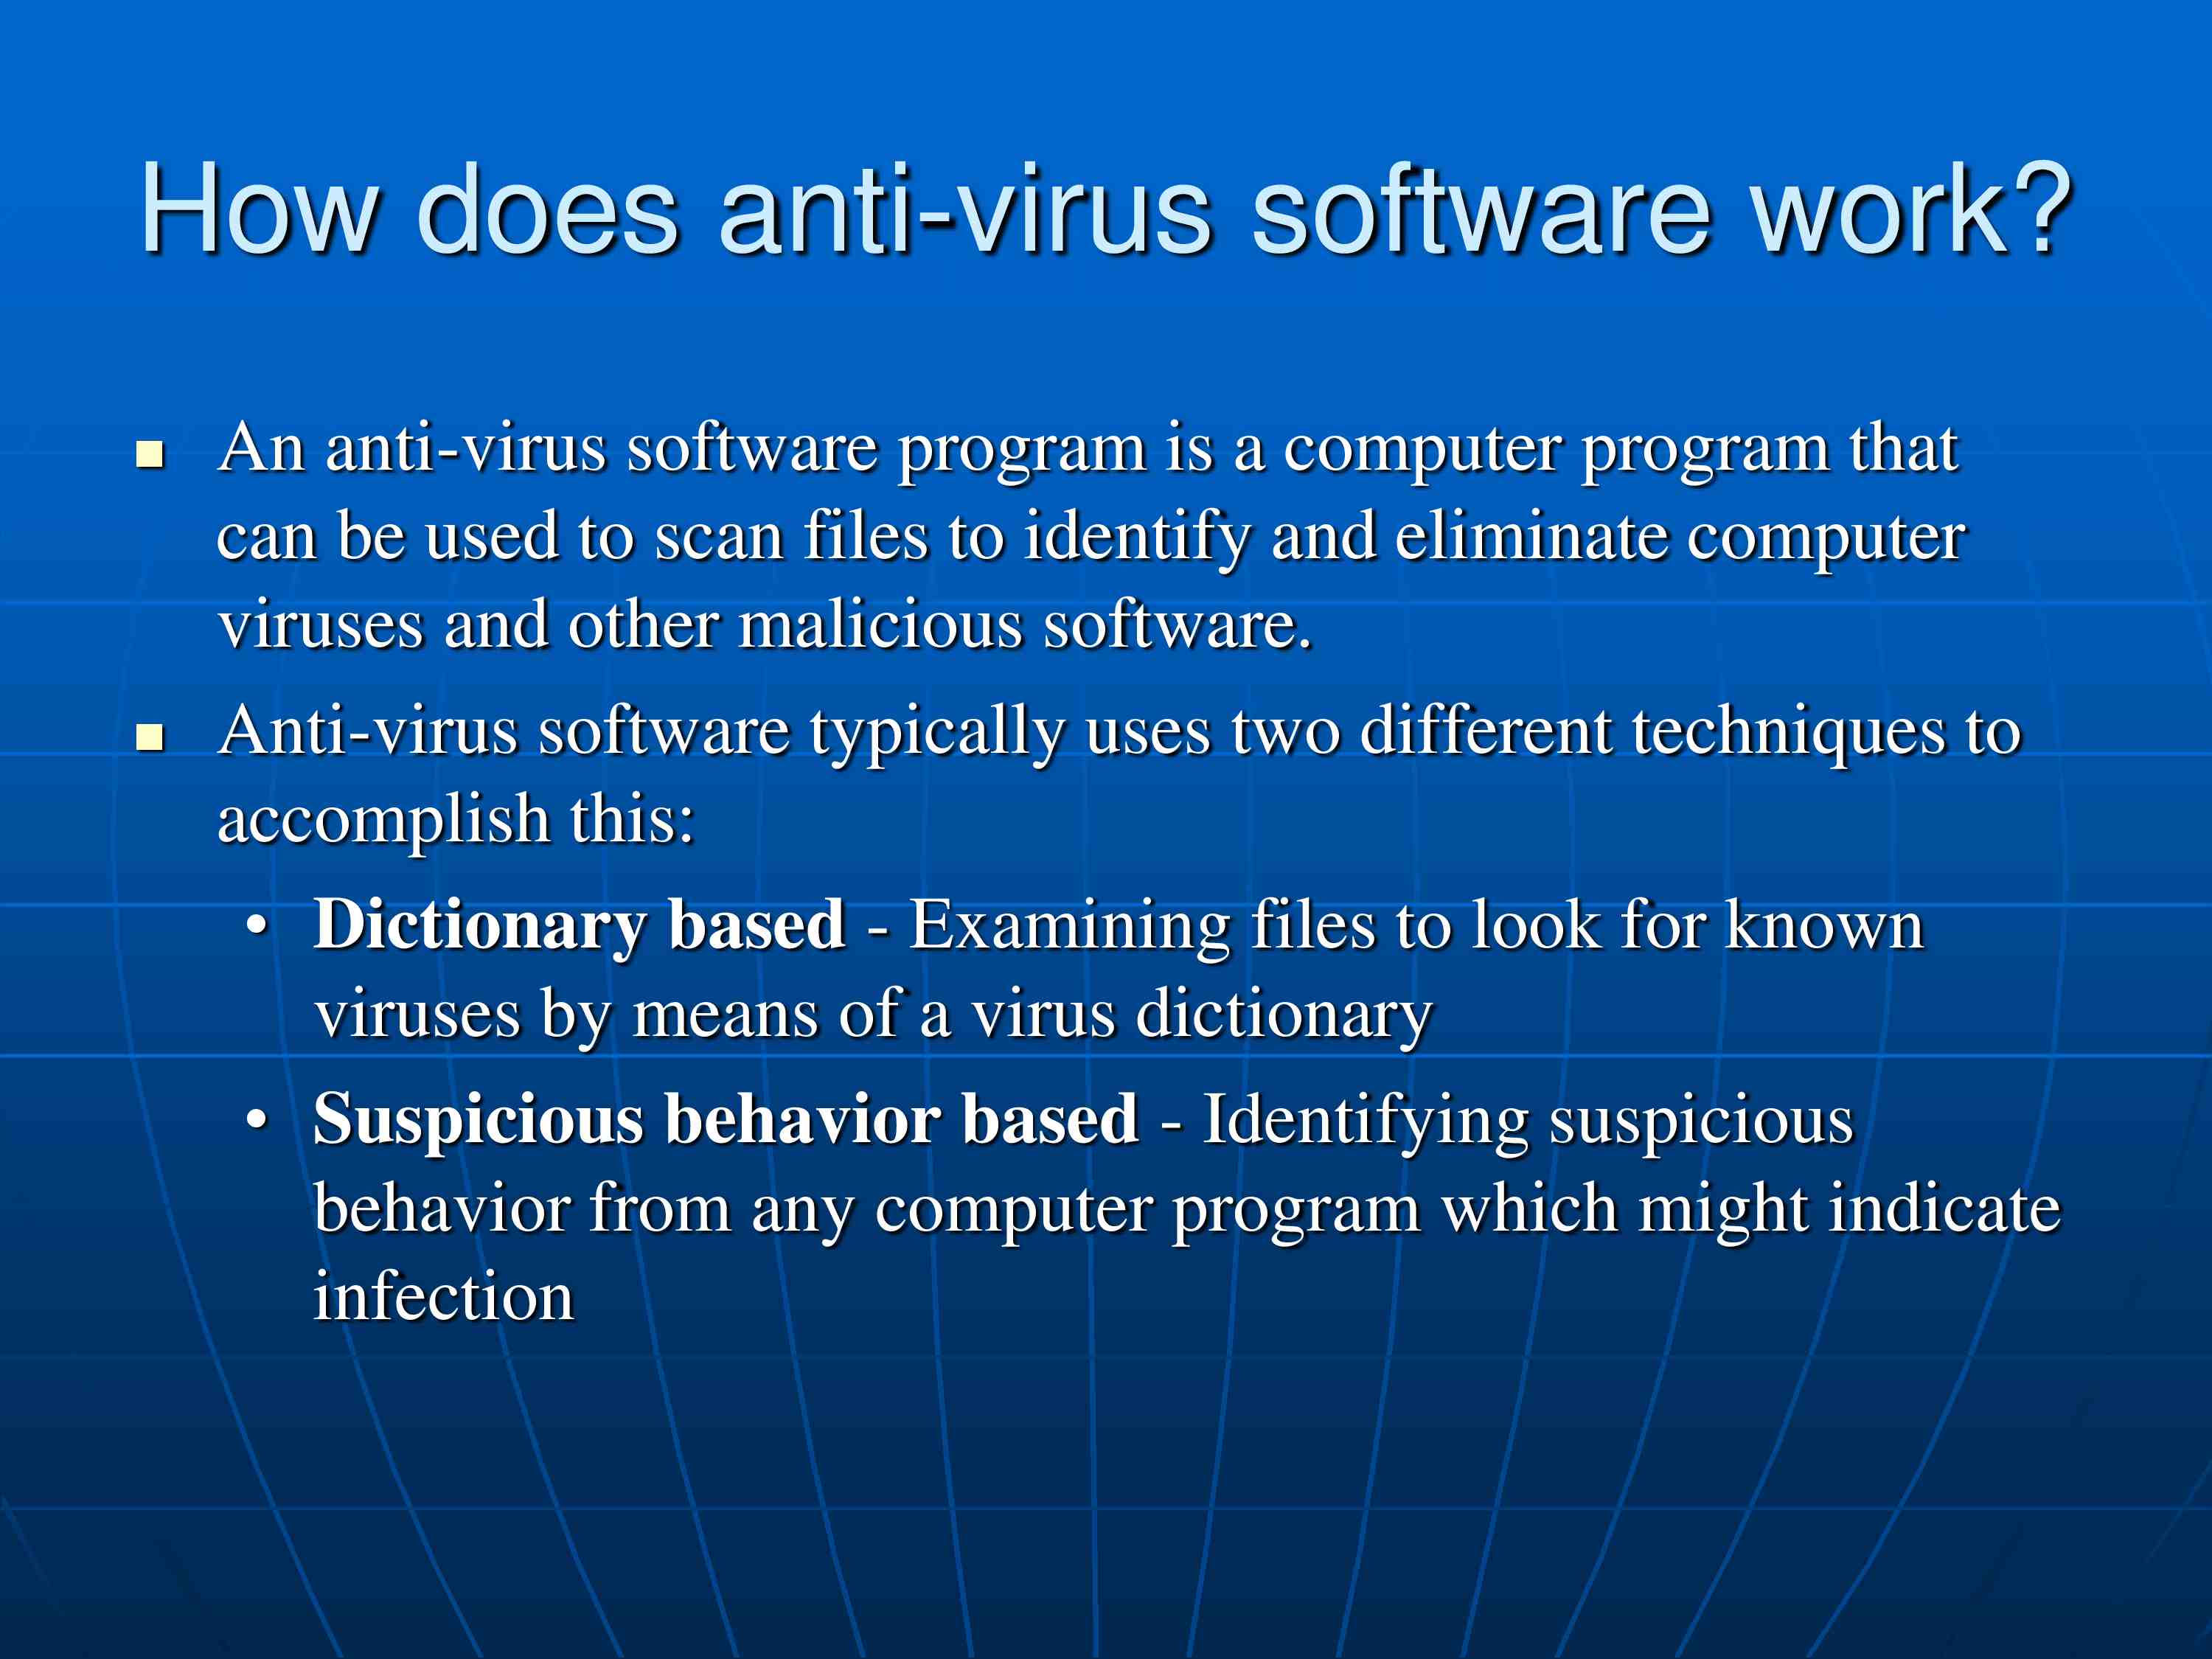 How does anti-virus software work?
■ An anti-virus software program is a computer program that
can be used to scan files to identify and eliminate computer
viruses and other malicious software.
■ Anti-virus software typically uses two different techniques to
accomplish this:
• Dictionary based - Examining files to look for known
viruses by means of a virus dictionary
• Suspicious behavior based - Identifying suspicious
behavior from any computer program which might indicate
infection